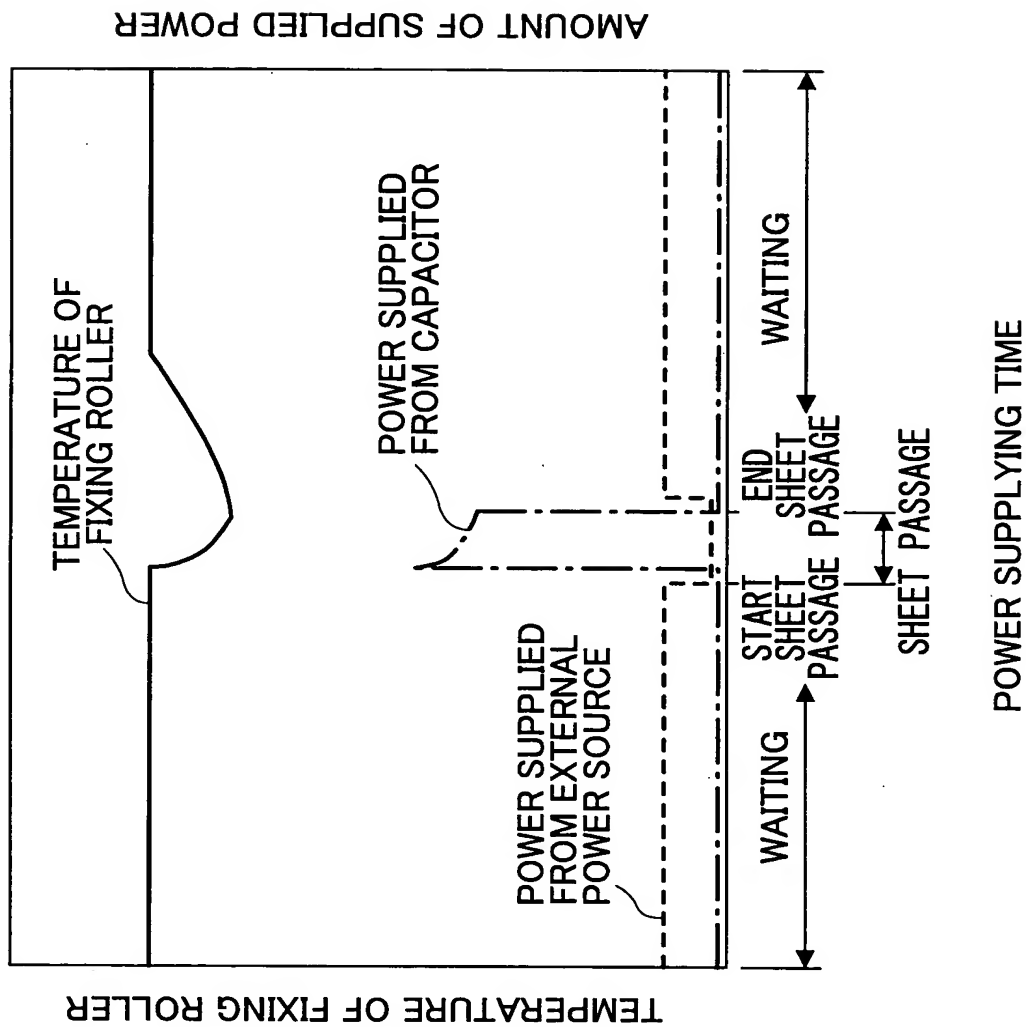 AMOUNT OF SUPPLIED POWER
TEMPERATURE OF
FIXING ROLLER
POWER SUPPLIED
FROM CAPACITOR
POWER SUPPLIED
FROM EXTERNAL
POWER SOURCE
TEMPERATURE OF FIXING ROLLER
WAITING
START
SHEET
PASSAGE
END
SHEET
PASSAGE
WAITING
SHEET PASSAGE
POWER SUPPLYING TIME